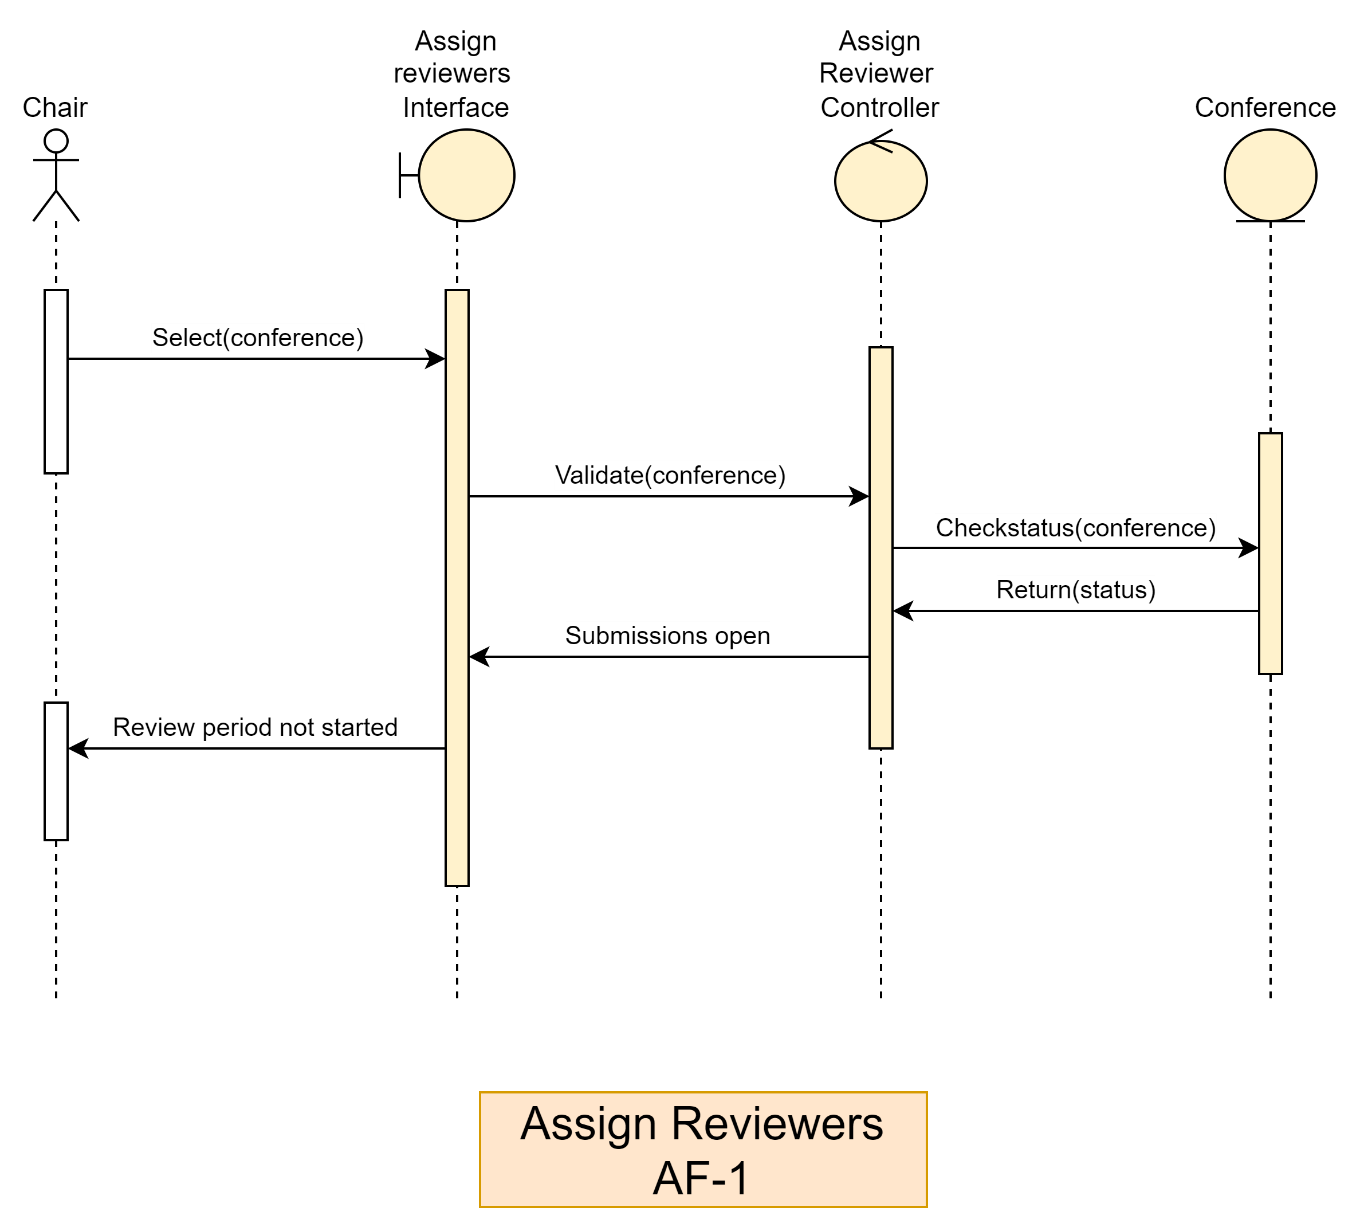 Chair
Assign
reviewers
Interface
Assign
Reviewer
Controller
Conference
Select(conference)
Validate(conference)
Checkstatus(conference)
Return(status)
Submissions open
Review period not started
Assign Reviewers
AF-1